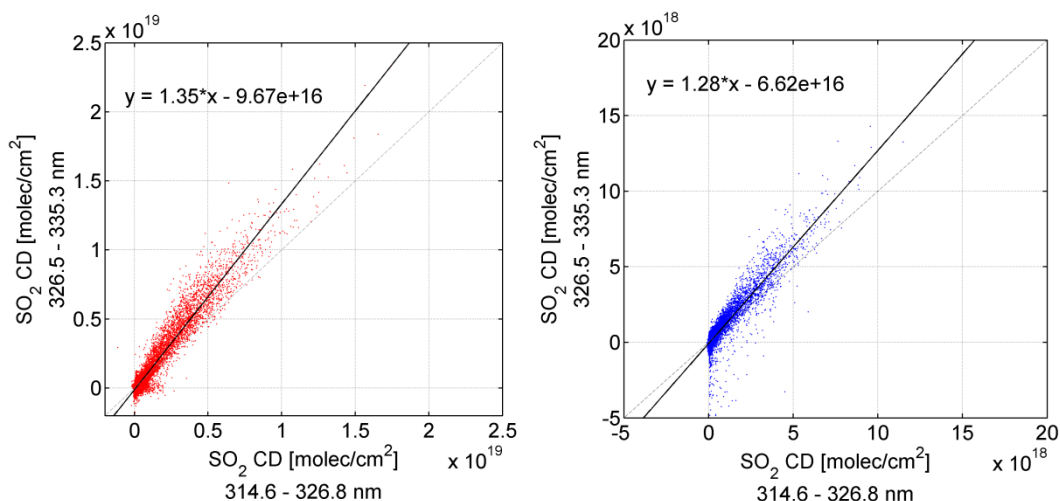 x 10^19
2.5
2
1.5
1
0.5
0
y = 1.35*x - 9.67e+16
SO2 CD [molec/cm²]
326.5 - 335.3 nm
0 0.5 1 1.5 2 2.5
SO2 CD [molec/cm²] x 10^19
314.6 - 326.8 nm
x 10^18
20
15
10
5
0
-5
y = 1.28*x - 6.62e+16
SO2 CD [molec/cm²]
326.5 - 335.3 nm
-5 0 5 10 15 20
SO2 CD [molec/cm²] x 10^18
314.6 - 326.8 nm